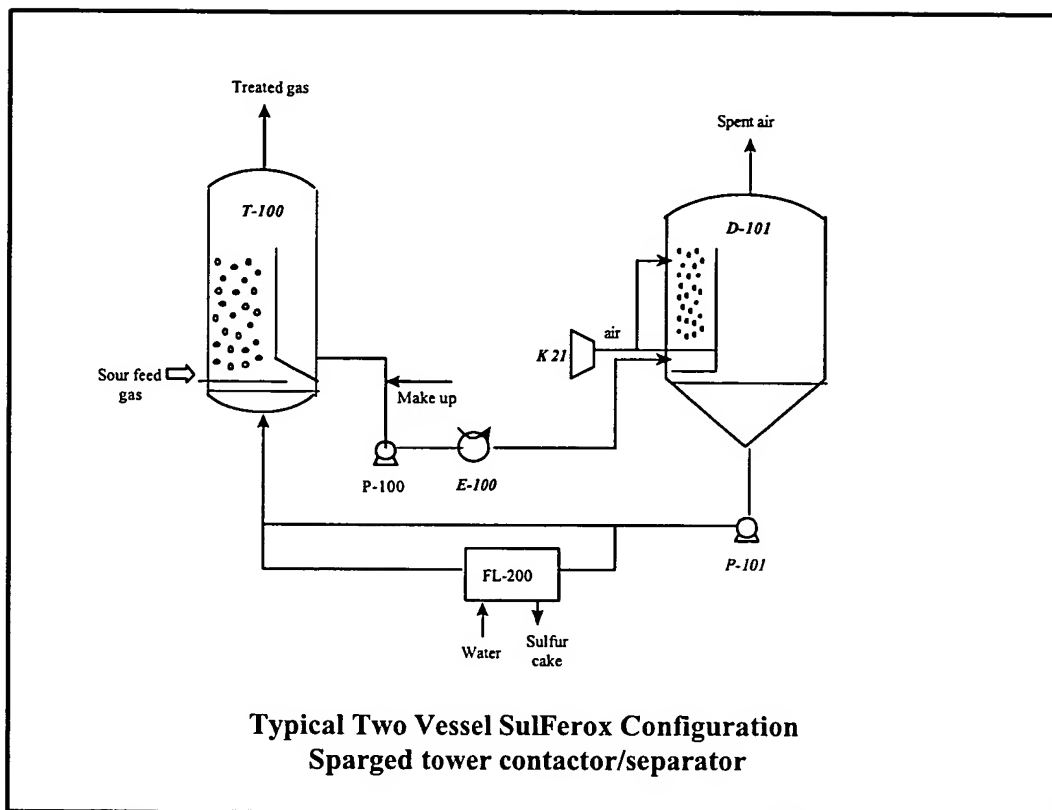 Treated gas
Spent air
T-100
D-101
air
K 21
Sour feed
gas
Make up
P-100
E-100
P-101
FL-200
Water
Sulfur
cake
Typical Two Vessel SulFerox Configuration
Sparged tower contactor/separator